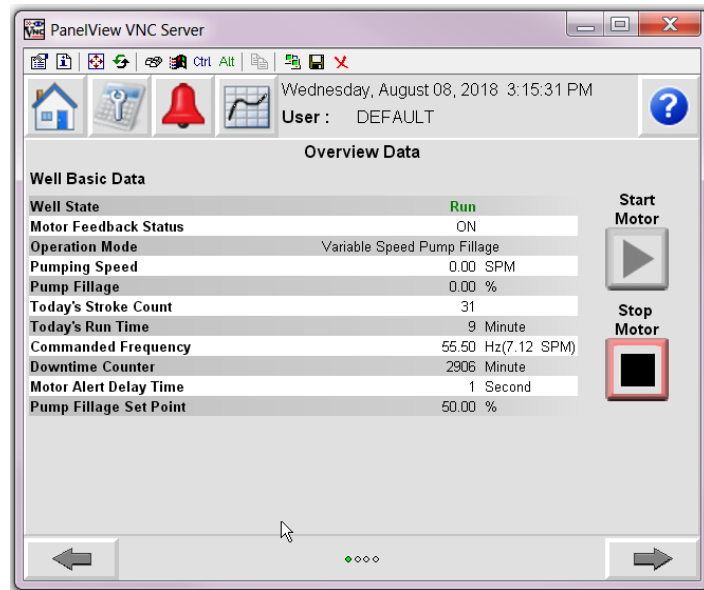 PanelView VNC Server
Ctrl Alt
Wednesday, August 08, 2018 3:15:31 PM
User : DEFAULT
Overview Data
Well Basic Data
Well State Run
Motor Feedback Status ON
Operation Mode Variable Speed Pump Fillage
Pumping Speed 0.00 SPM
Pump Fillage 0.00 %
Today's Stroke Count 31
Today's Run Time 9 Minute
Commanded Frequency 55.50 Hz(7.12 SPM)
Downtime Counter 2906 Minute
Motor Alert Delay Time 1 Second
Pump Fillage Set Point 50.00 %
Start
Motor
Stop
Motor